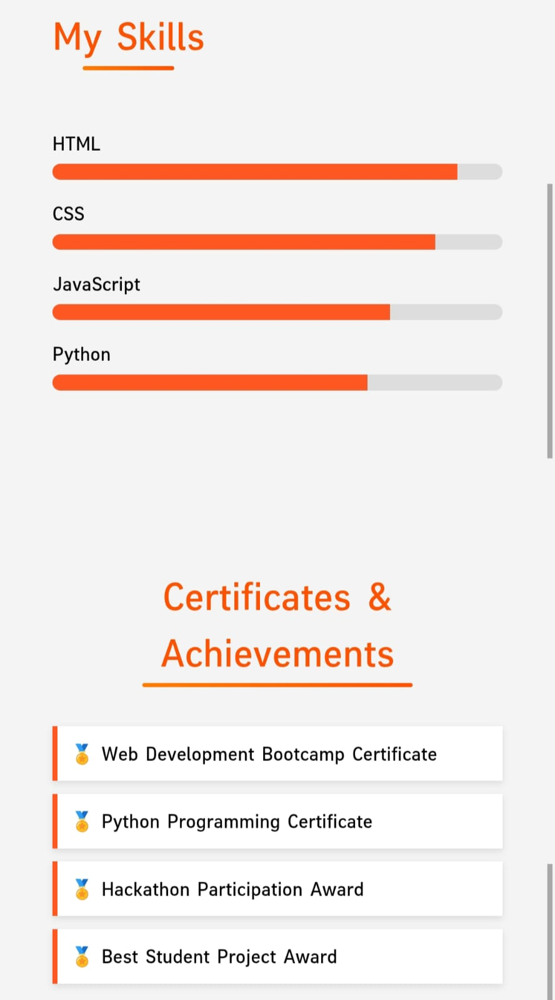 My Skills
HTML
CSS
JavaScript
Python
Certificates &
Achievements
🏅 Web Development Bootcamp Certificate
🏅 Python Programming Certificate
🏅 Hackathon Participation Award
🏅 Best Student Project Award